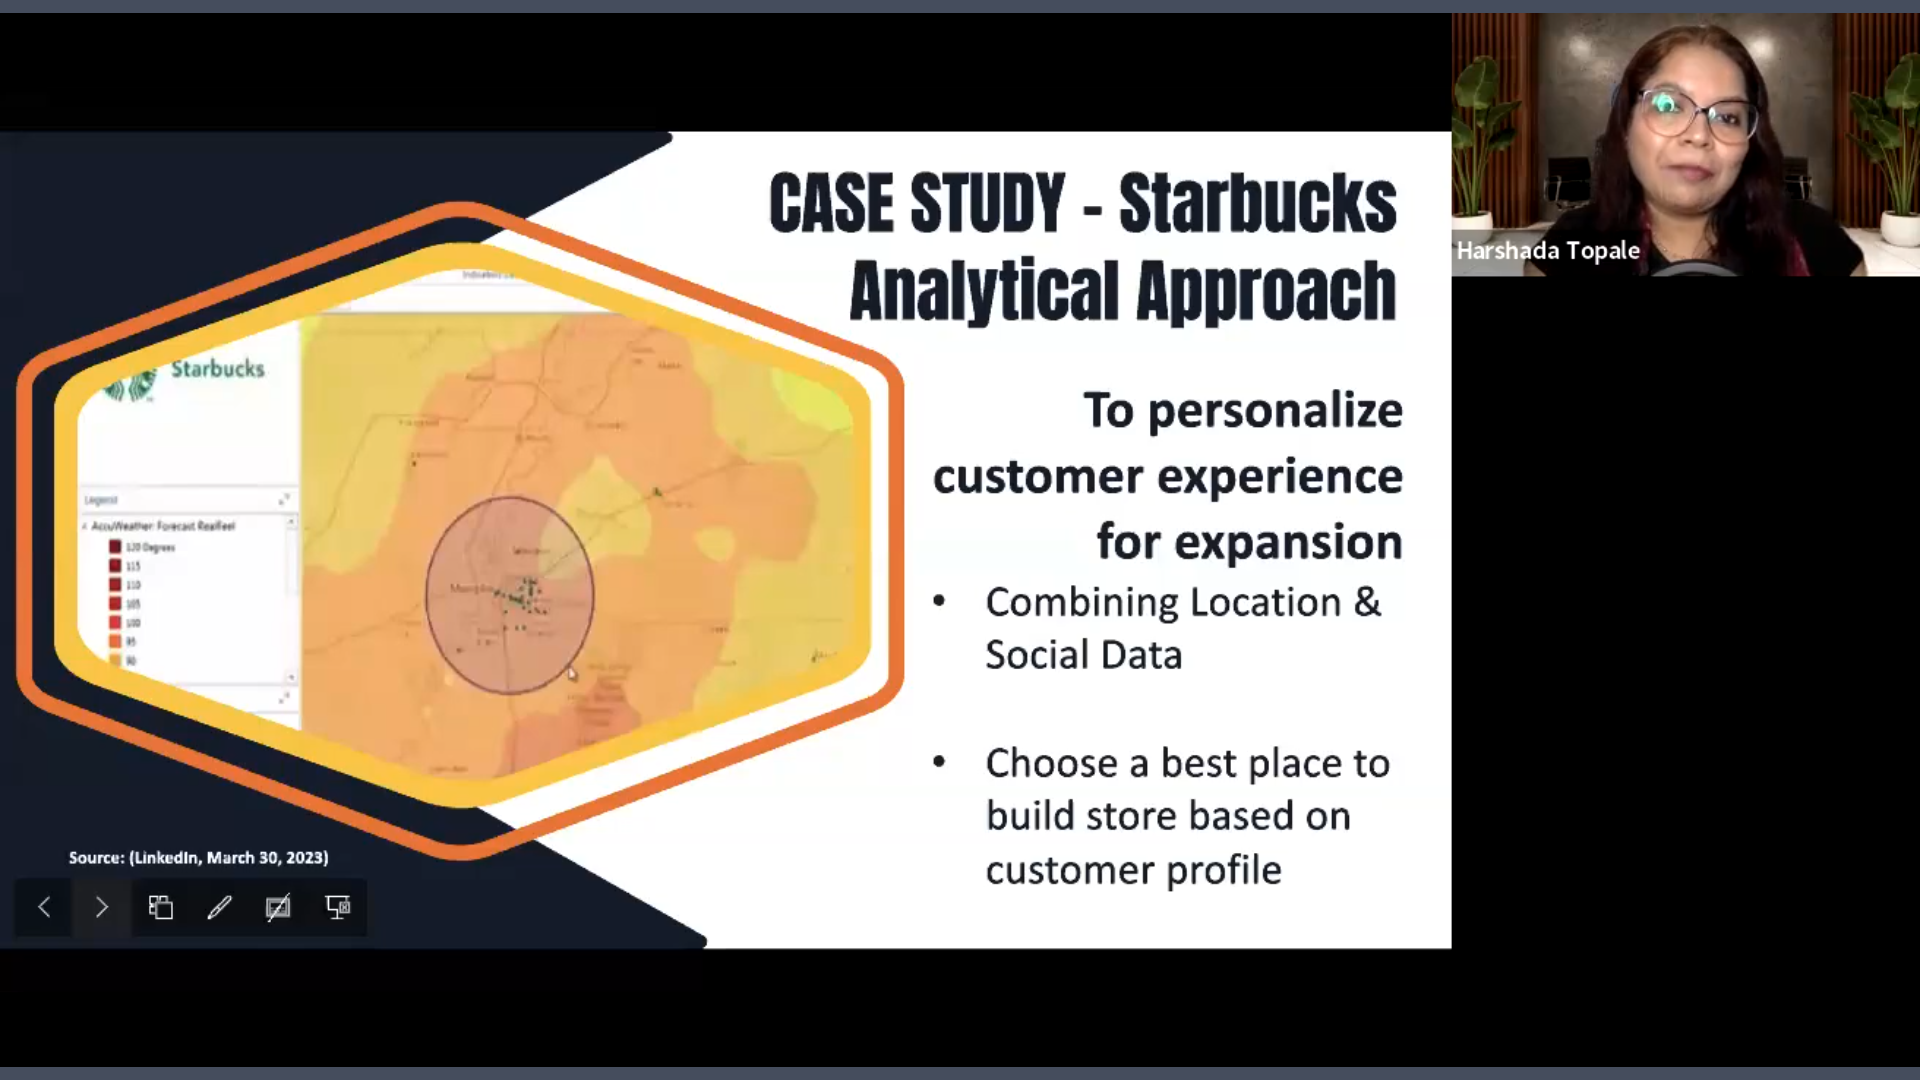 CASE STUDY - Starbucks
Analytical Approach
To personalize
customer experience
for expansion
• Combining Location &
Social Data
• Choose a best place to
build store based on
customer profile
Starbucks
Legend
AccuWeather: Forecast RealFeel
120 Degrees
115
110
105
100
95
90
Source: (LinkedIn, March 30, 2023)
Harshada Topale